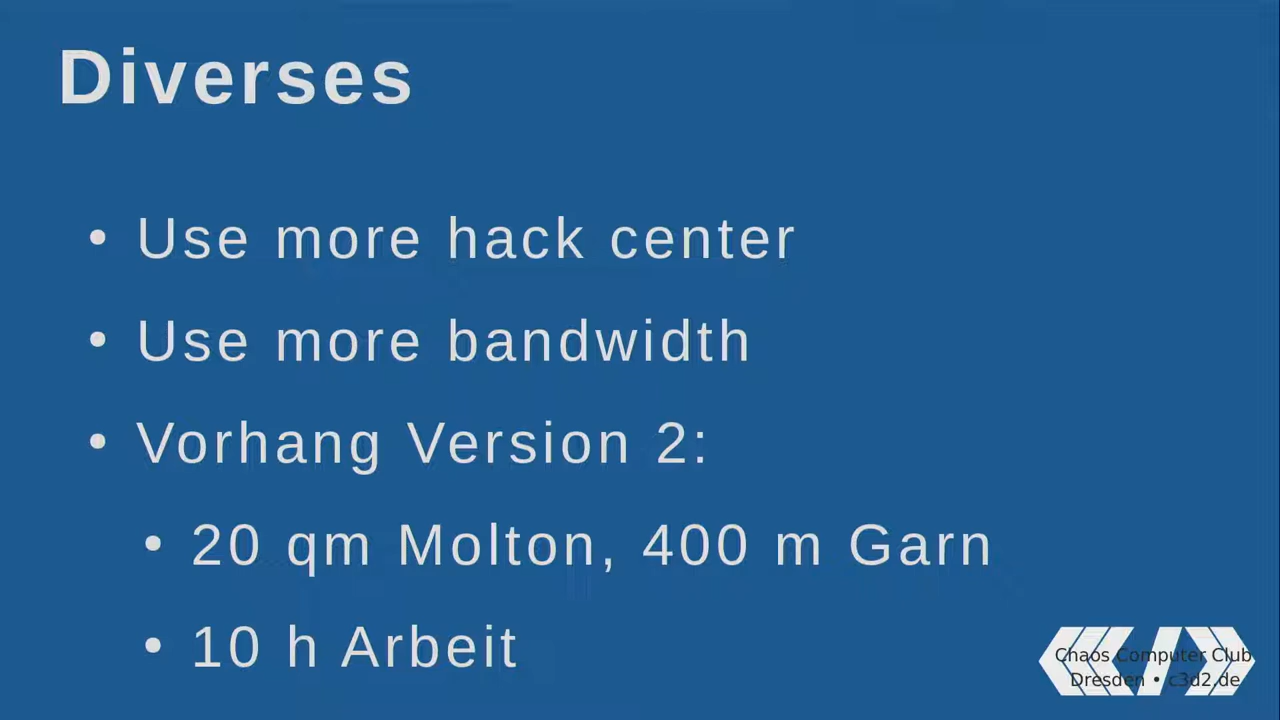 Diverses
• Use more hack center
• Use more bandwidth
• Vorhang Version 2:
• 20 qm Molton, 400 m Garn
• 10 h Arbeit
Chaos Computer Club
Dresden • c3d2.de